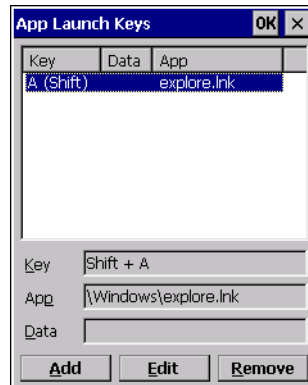 App Launch Keys OK ×
Key Data App
A (Shift) explore.lnk
Key Shift + A
App \Windows\explore.lnk
Data
Add Edit Remove